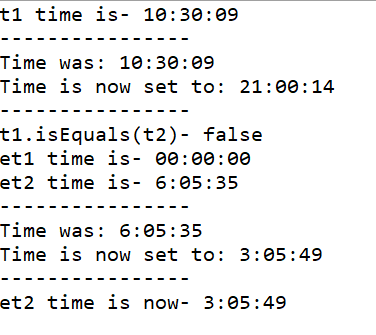 t1 time is- 10:30:09
----------------
Time was: 10:30:09
Time is now set to: 21:00:14
----------------
t1.isEquals(t2)- false
et1 time is- 00:00:00
et2 time is- 6:05:35
----------------
Time was: 6:05:35
Time is now set to: 3:05:49
----------------
et2 time is now- 3:05:49